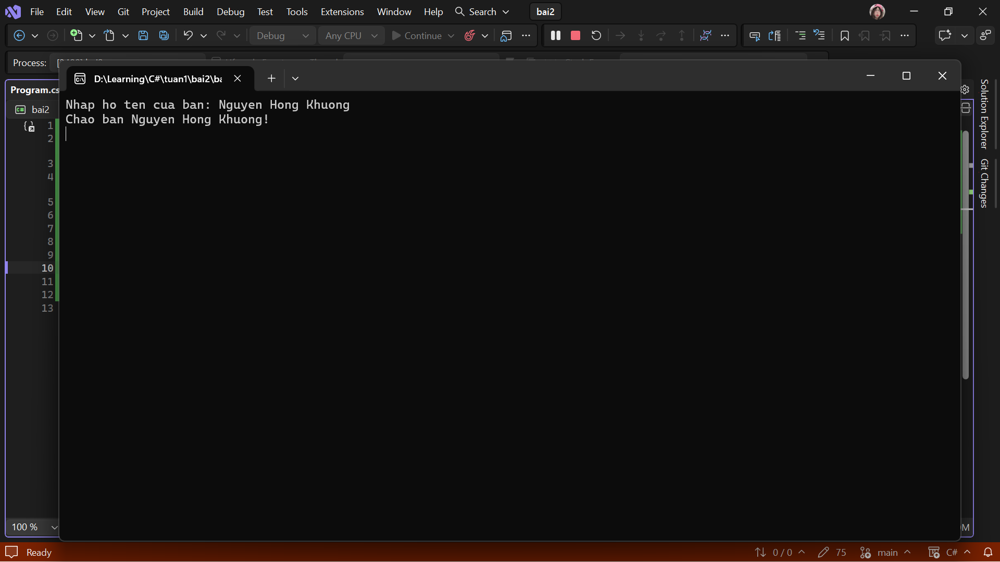 File Edit View Git Project Build Debug Test Tools Extensions Window Help Search bai2
Debug Any CPU Continue
Process:
D:\Learning\C#\tuan1\bai2\ba
Program.cs
bai2
Nhap ho ten cua ban: Nguyen Hong Khuong
Chao ban Nguyen Hong Khuong!
1
2
3
4
5
6
7
8
9
10
11
12
13
Solution Explorer
Git Changes
100 %
Ready 0 / 0 75 main C#